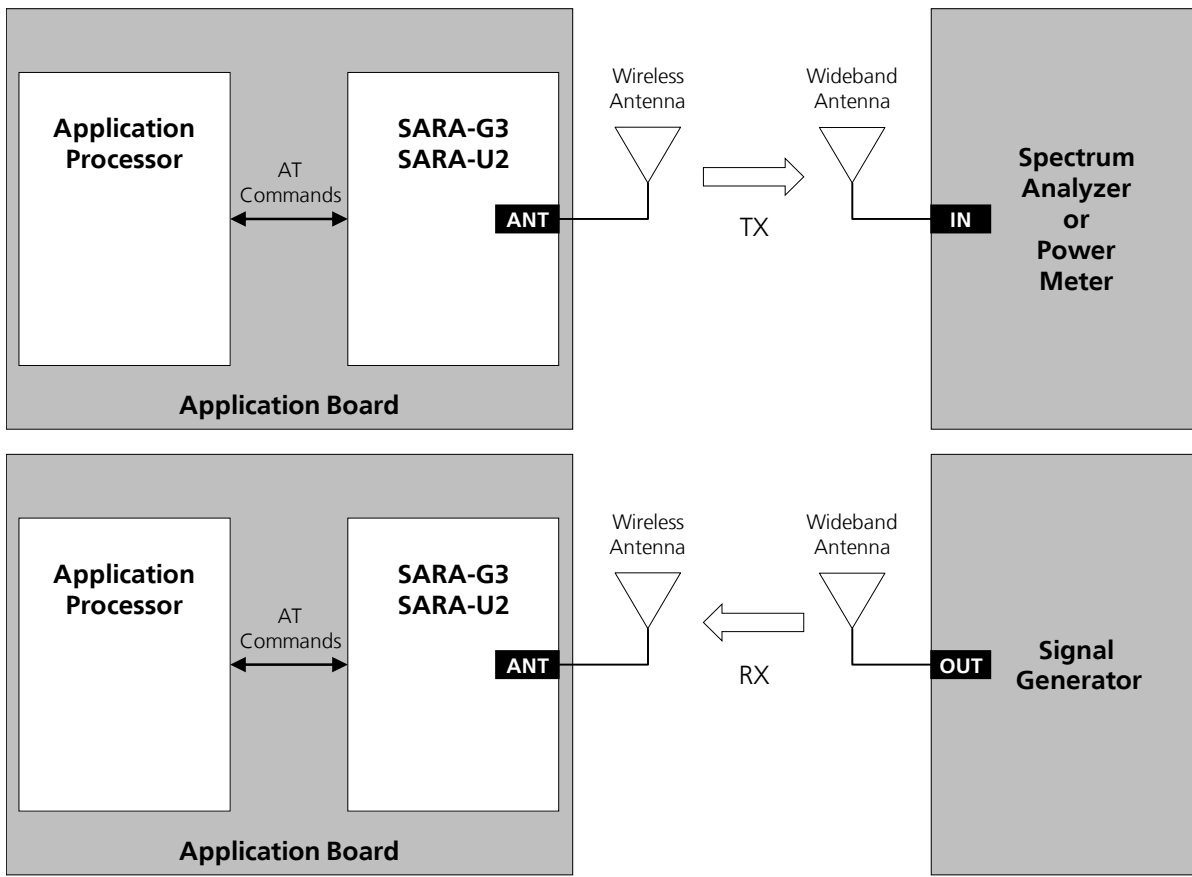 Application
Processor
AT
Commands
SARA-G3
SARA-U2
ANT
Application Board
Wireless
Antenna
TX
Wideband
Antenna
IN
Spectrum
Analyzer
or
Power
Meter
Application
Processor
AT
Commands
SARA-G3
SARA-U2
ANT
Application Board
Wireless
Antenna
RX
Wideband
Antenna
OUT
Signal
Generator